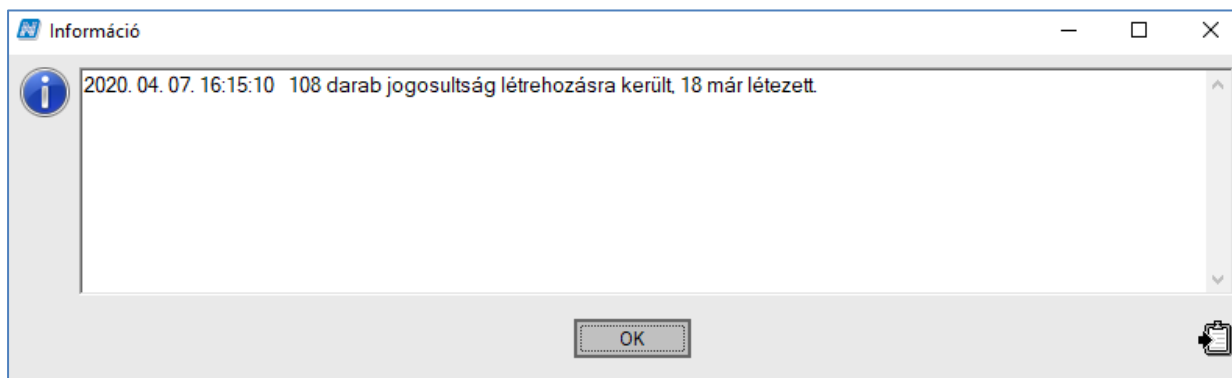 Információ
2020. 04. 07. 16:15:10 108 darab jogosultság létrehozásra került, 18 már létezett.
OK